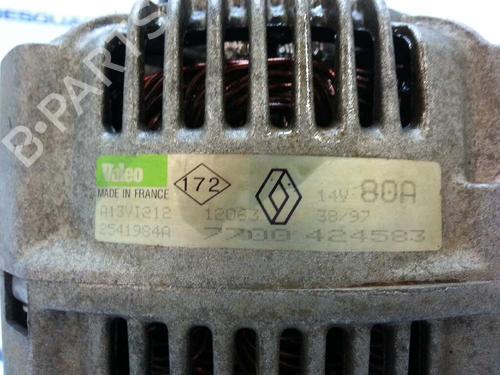 B-PARTS
Valeo
MADE IN FRANCE
172
14V 80A
A13VI212 12063 38/97
2541984A 7700 424583